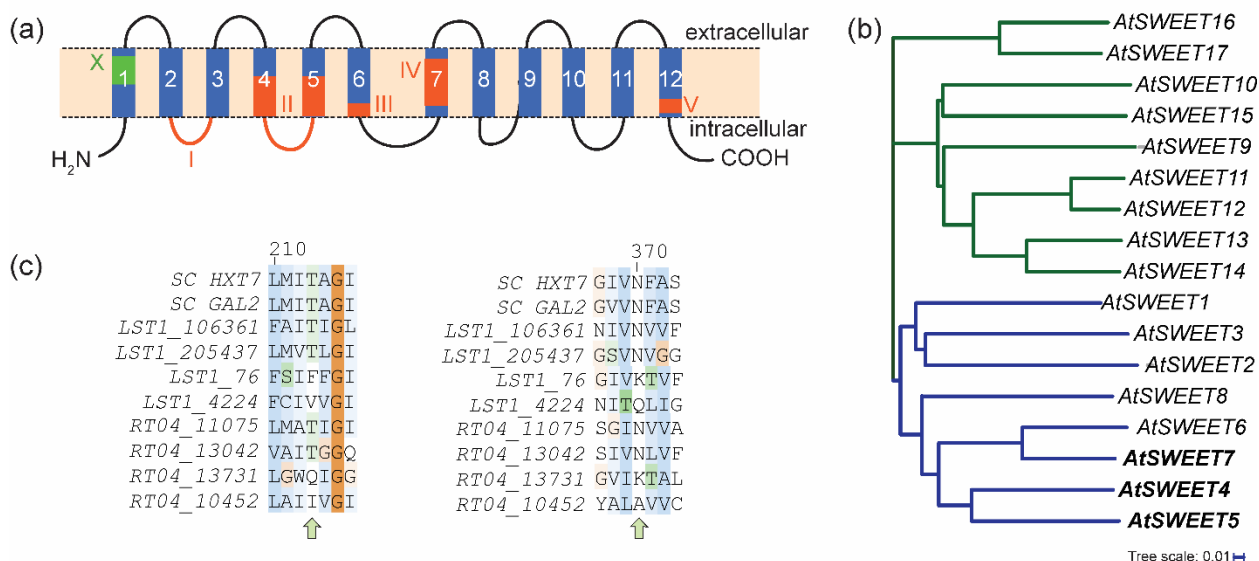 (a)
extracellular
X
1
2
3
4
5
6
7
8
9
10
11
12
I
II
III
IV
V
intracellular
H2N
COOH
(b)
AtSWEET16
AtSWEET17
AtSWEET10
AtSWEET15
AtSWEET9
AtSWEET11
AtSWEET12
AtSWEET13
AtSWEET14
AtSWEET1
AtSWEET3
AtSWEET2
AtSWEET8
AtSWEET6
AtSWEET7
AtSWEET4
AtSWEET5
Tree scale: 0.01
(c)
210
SC HXT7 LMITAGI
SC GAL2 LMITAGI
LST1_106361 FAITIGL
LST1_205437 LMVTLGI
LST1_76 FSIFFGI
LST1_4224 FCIVVGI
RT04_11075 LMATIGI
RT04_13042 VAITGGQ
RT04_13731 LGWQIGG
RT04_10452 LAIIVGI
370
SC HXT7 GIVNFAS
SC GAL2 GVVNFAS
LST1_106361 NIVNVVF
LST1_205437 GSVNVGG
LST1_76 GIVKTVF
LST1_4224 NITQLIG
RT04_11075 SGINVVA
RT04_13042 SIVNLVF
RT04_13731 GVIKTAL
RT04_10452 YALAVVC